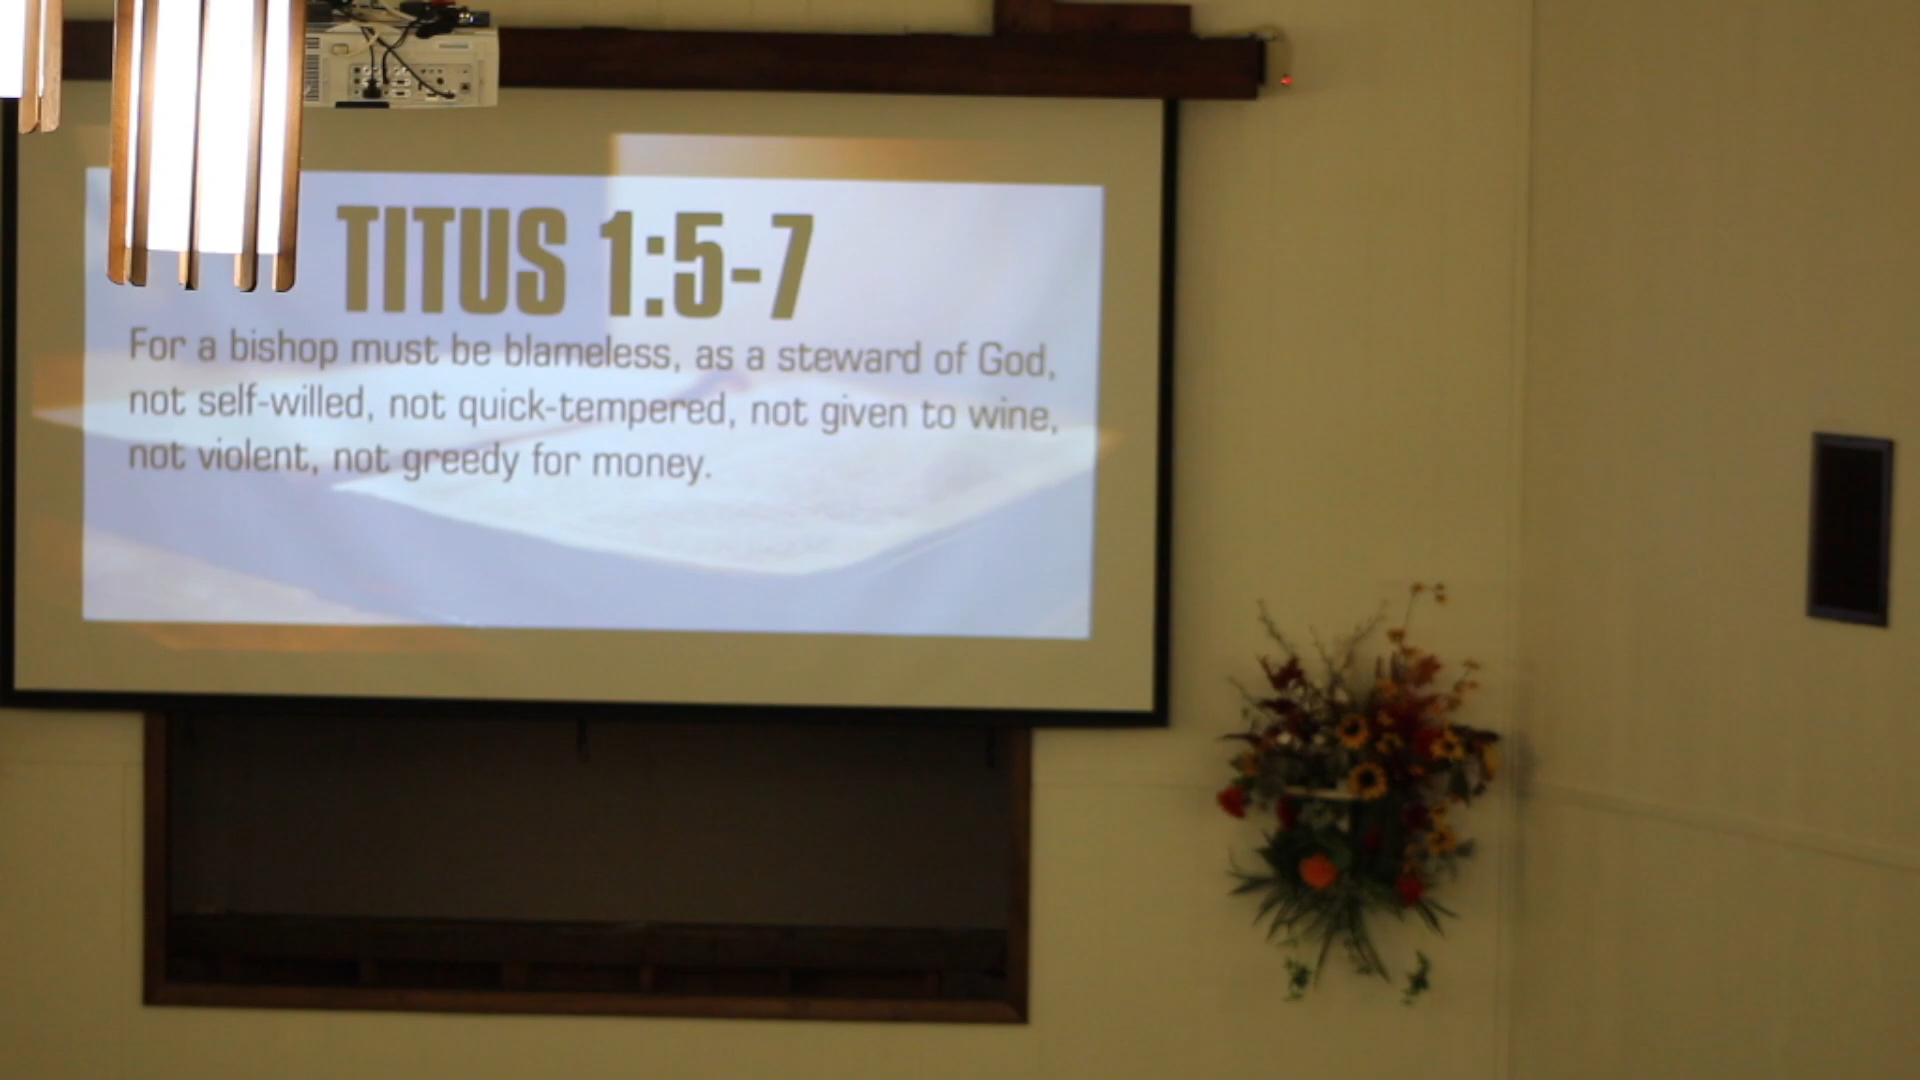 TITUS 1:5-7
For a bishop must be blameless, as a steward of God,
not self-willed, not quick-tempered, not given to wine,
not violent, not greedy for money.